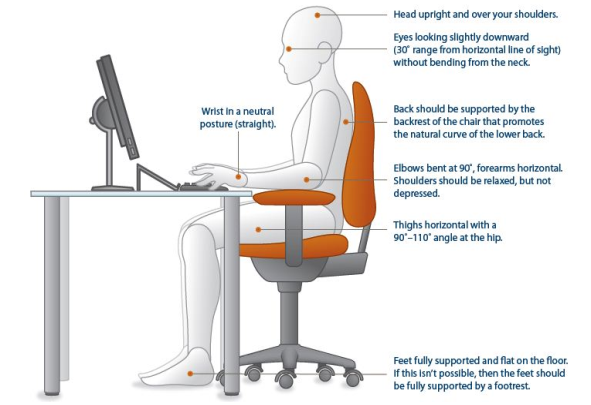 Head upright and over your shoulders.
Eyes looking slightly downward
(30˚ range from horizontal line of sight)
without bending from the neck.
Wrist in a neutral
posture (straight).
Back should be supported by the
backrest of the chair that promotes
the natural curve of the lower back.
Elbows bent at 90˚, forearms horizontal.
Shoulders should be relaxed, but not
depressed.
Thighs horizontal with a
90˚–110˚ angle at the hip.
Feet fully supported and flat on the floor.
If this isn't possible, then the feet should
be fully supported by a footrest.